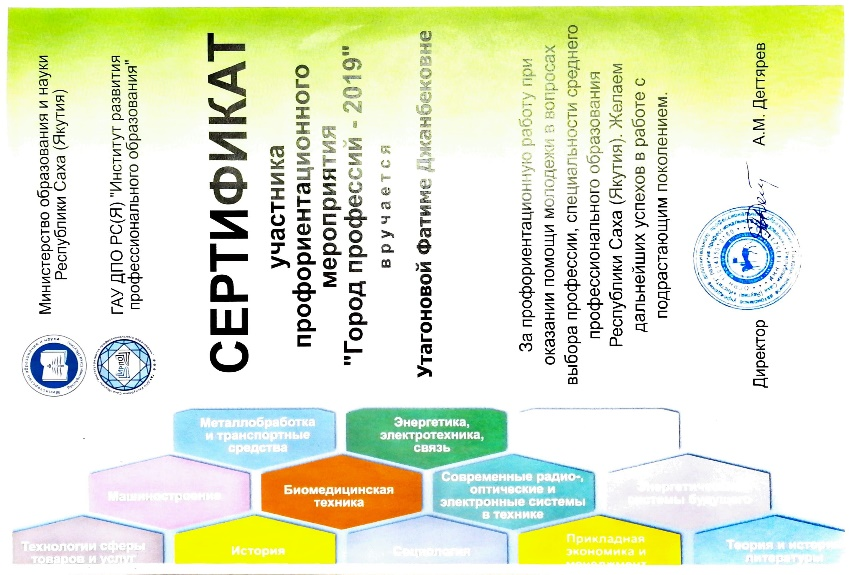 Министерство образования и науки
Республики Саха (Якутия)
ГАУ ДПО РС(Я) "Институт развития
профессионального образования"
СЕРТИФИКАТ
участника
профориентационного
мероприятия
"Город профессий - 2019"
вручается
Утагоновой Фатиме Джанбековне
За профориентационную работу при
оказании помощи молодежи в вопросах
выбора профессии, специальности среднего
профессионального образования
Республики Саха (Якутия). Желаем
дальнейших успехов в работе с
подрастающим поколением.
Директор А.М. Дегтярев
Металлобработка
и транспортные
средства
Энергетика,
электротехника,
связь
Машиностроение
Биомедицинская
техника
Современные радио-,
оптические и
электронные системы
в технике
Энергетические
системы будущего
Технологии сферы
товаров и услуг
История
Социология
Прикладная
экономика и
менеджмент
Теория и история
литературы